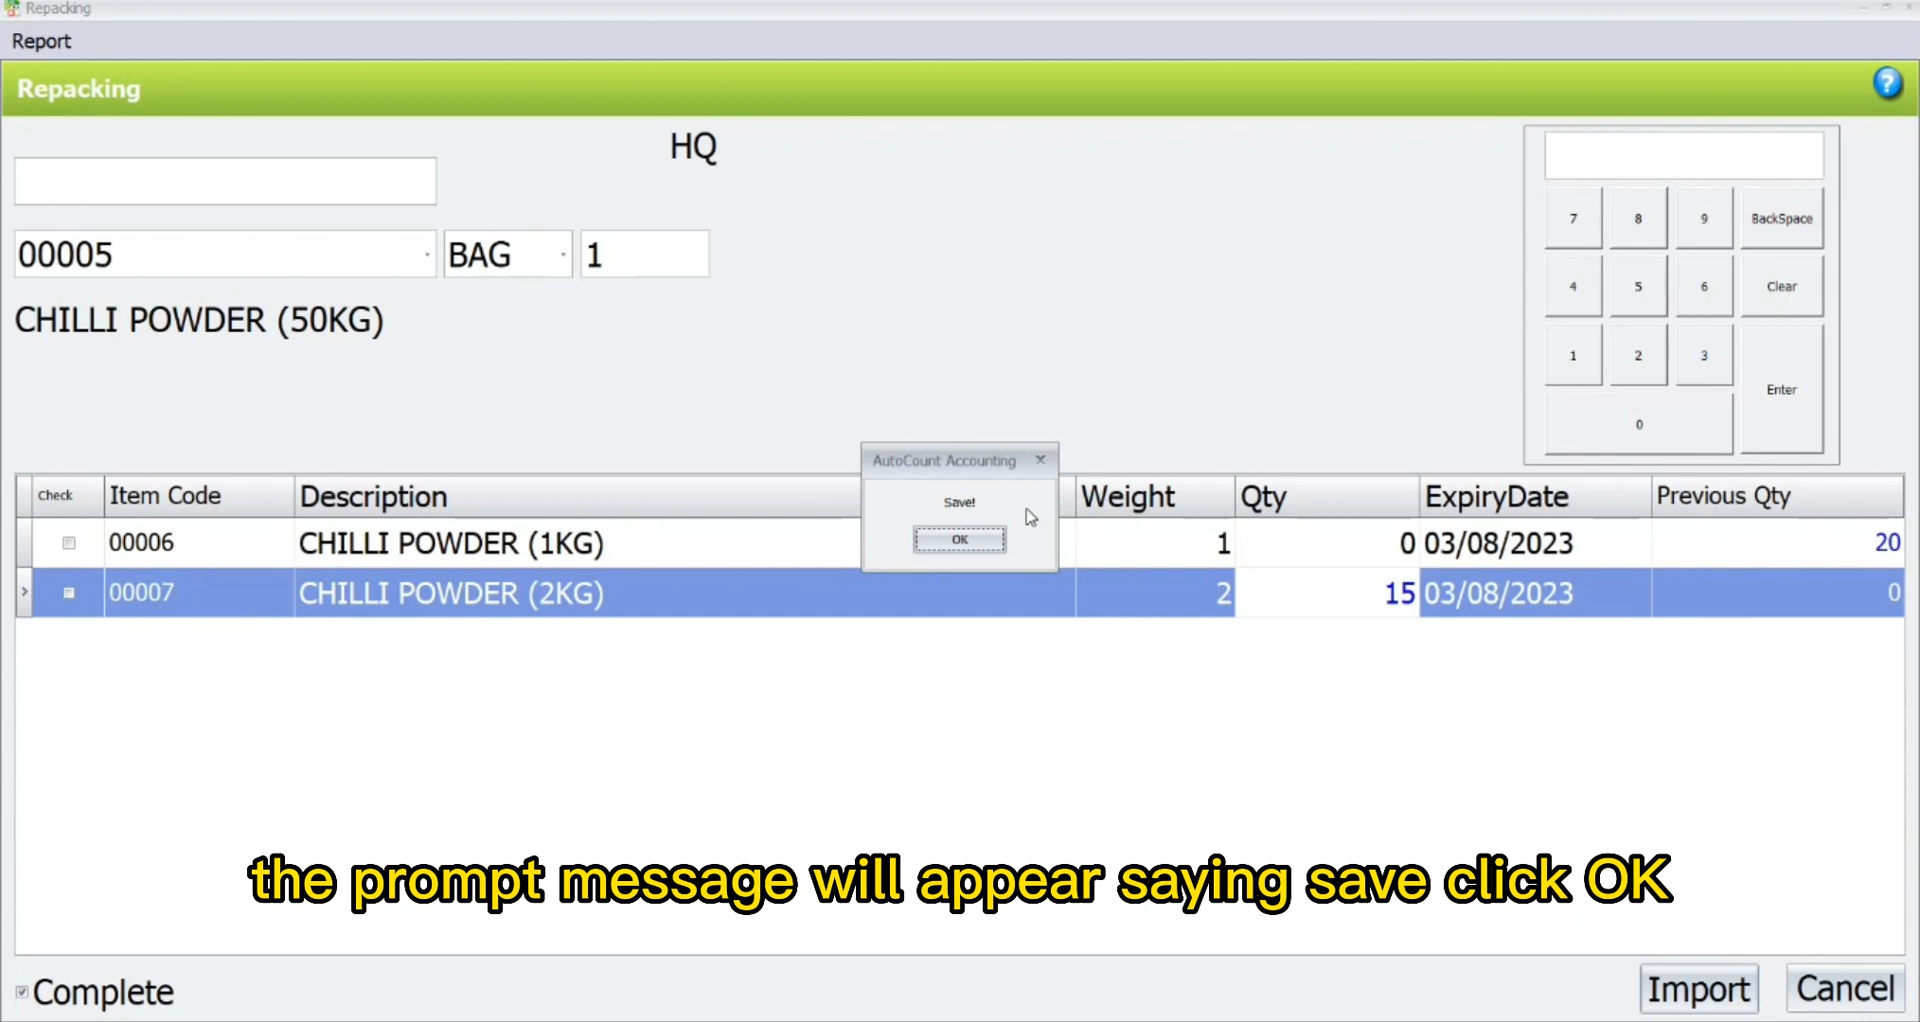 Repacking
Report
Repacking
?
HQ
00005 BAG 1
CHILLI POWDER (50KG)
7 8 9 BackSpace
4 5 6 Clear
1 2 3 Enter
0
AutoCount Accounting
Save!
OK
Check Item Code Description Weight Qty ExpiryDate Previous Qty
00006 CHILLI POWDER (1KG) 1 0 03/08/2023 20
00007 CHILLI POWDER (2KG) 2 15 03/08/2023 0
the prompt message will appear saying save click OK
Complete Import Cancel